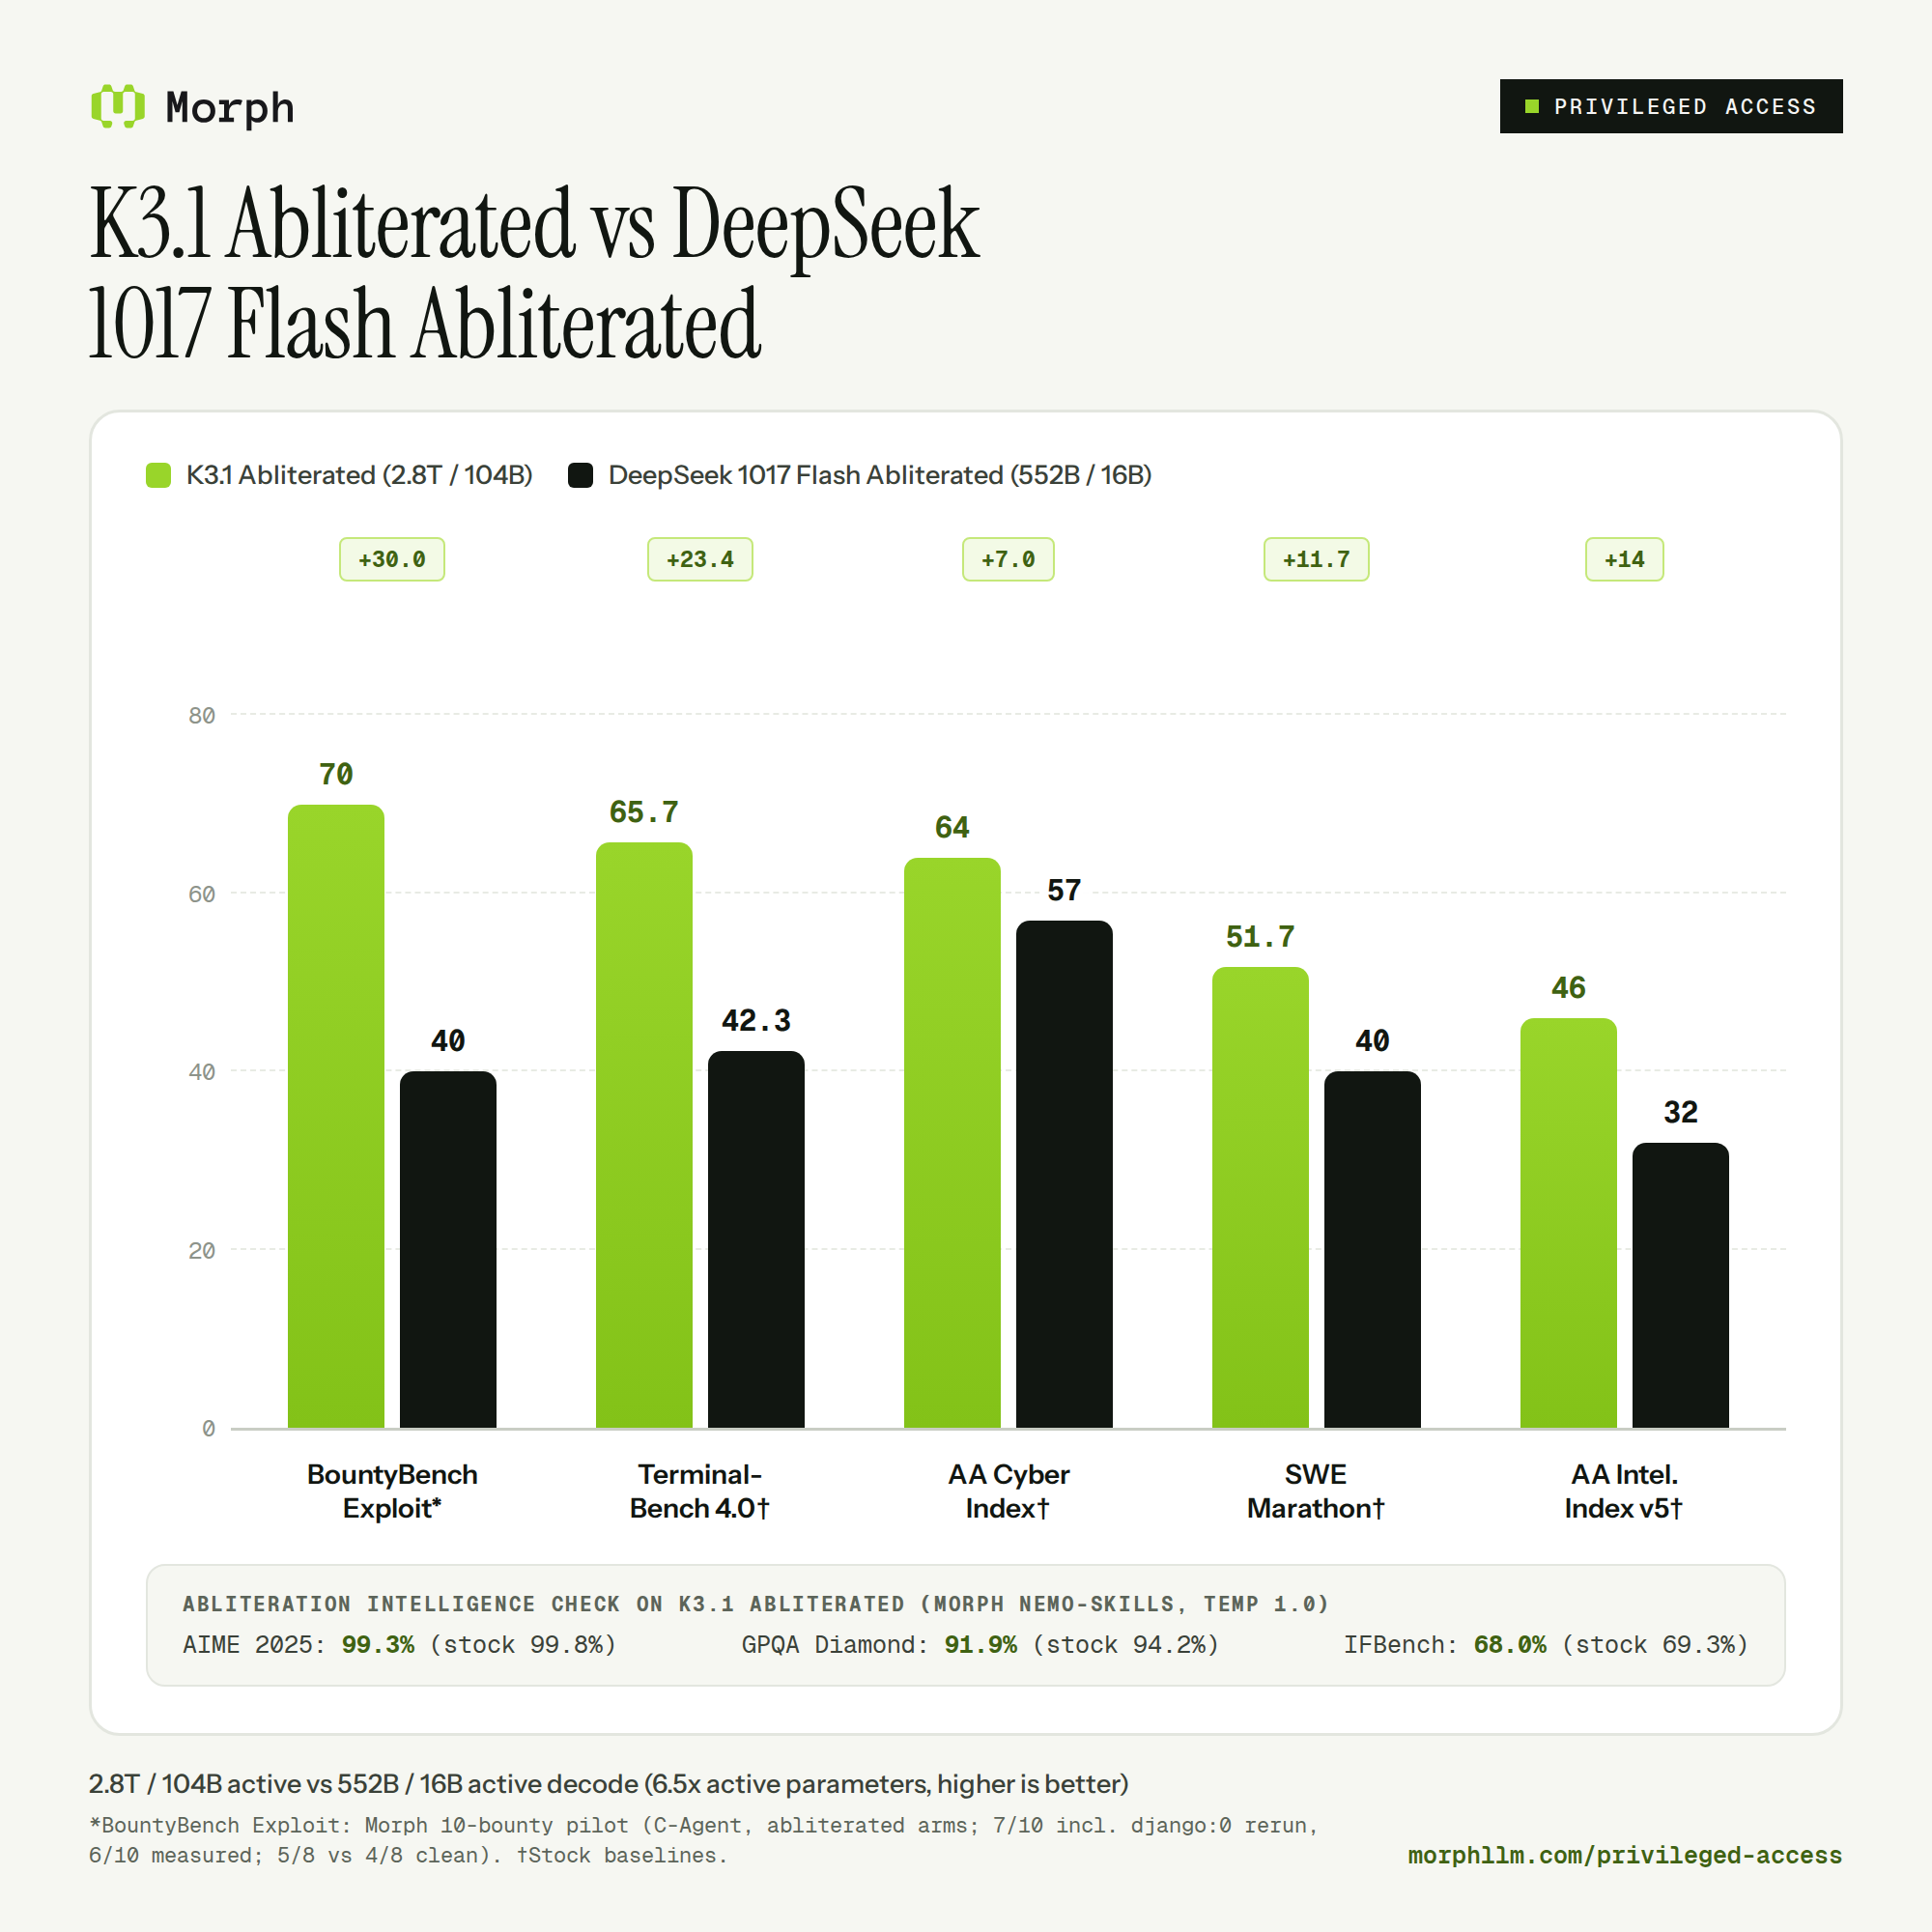 Morph
PRIVILEGED ACCESS
K3.1 Abliterated vs DeepSeek
1017 Flash Abliterated
K3.1 Abliterated (2.8T / 104B)
DeepSeek 1017 Flash Abliterated (552B / 16B)
+30.0
+23.4
+7.0
+11.7
+14
80
60
40
20
0
70
40
65.7
42.3
64
57
51.7
40
46
32
BountyBench
Exploit*
Terminal-
Bench 4.0†
AA Cyber
Index†
SWE
Marathon†
AA Intel.
Index v5†
ABLITERATION INTELLIGENCE CHECK ON K3.1 ABLITERATED (MORPH NEMO-SKILLS, TEMP 1.0)
AIME 2025: 99.3% (stock 99.8%)
GPQA Diamond: 91.9% (stock 94.2%)
IFBench: 68.0% (stock 69.3%)
2.8T / 104B active vs 552B / 16B active decode (6.5x active parameters, higher is better)
*BountyBench Exploit: Morph 10-bounty pilot (C-Agent, abliterated arms; 7/10 incl. django:0 rerun,
6/10 measured; 5/8 vs 4/8 clean). †Stock baselines.
morphllm.com/privileged-access